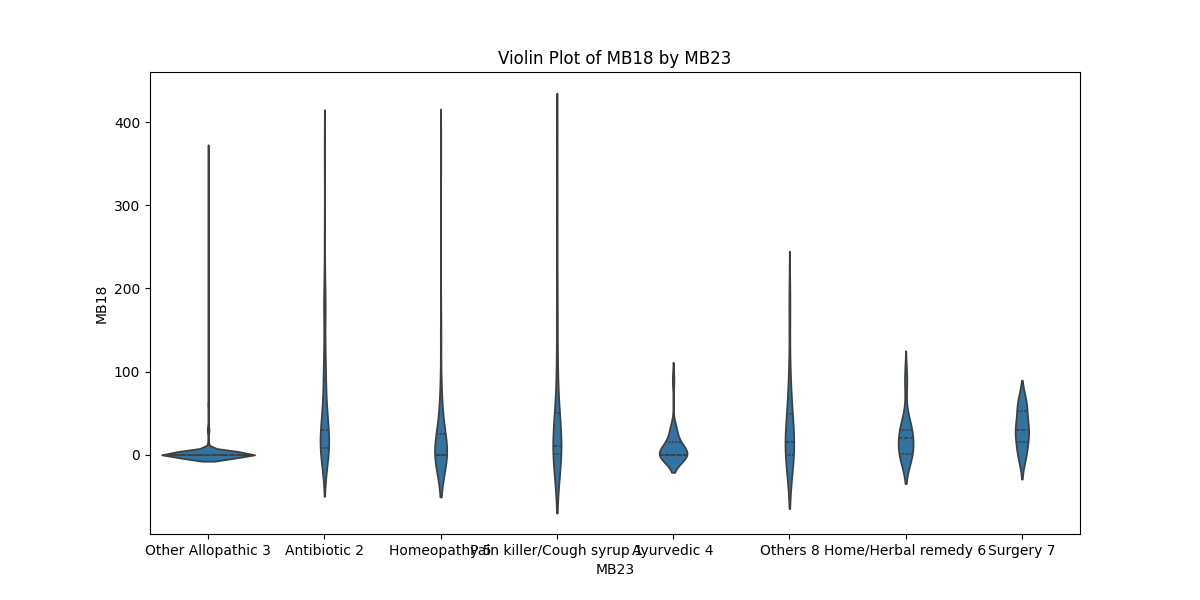 Violin Plot of MB18 by MB23
400
300
200
100
0
MB18
Other Allopathic 3 Antibiotic 2 Homeopathy 5 Pain killer/Cough syrup 1 Ayurvedic 4 Others 8 Home/Herbal remedy 6 Surgery 7
MB23